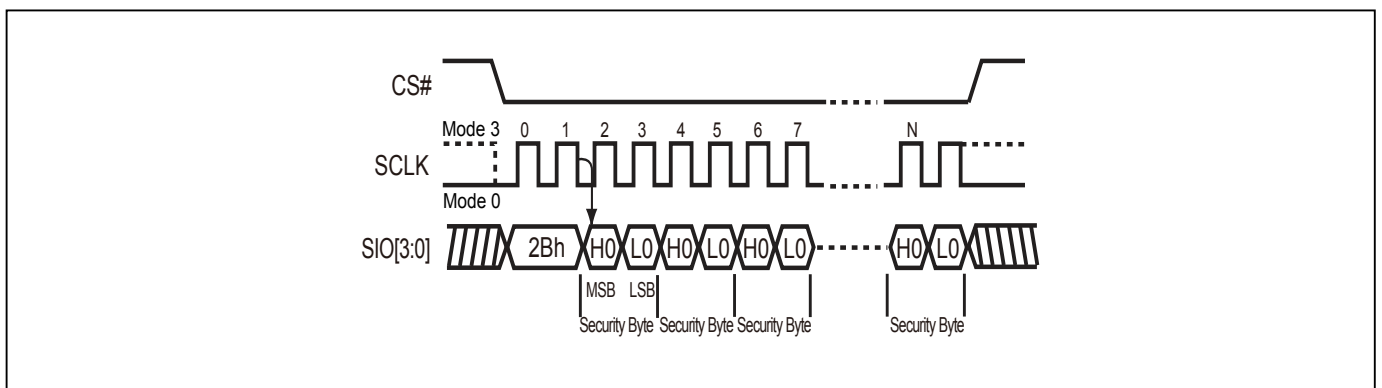 CS#
Mode 3 0 1 2 3 4 5 6 7 N
SCLK
Mode 0
SIO[3:0] 2Bh H0 L0 H0 L0 H0 L0 H0 L0
MSB LSB
Security Byte Security Byte Security Byte Security Byte